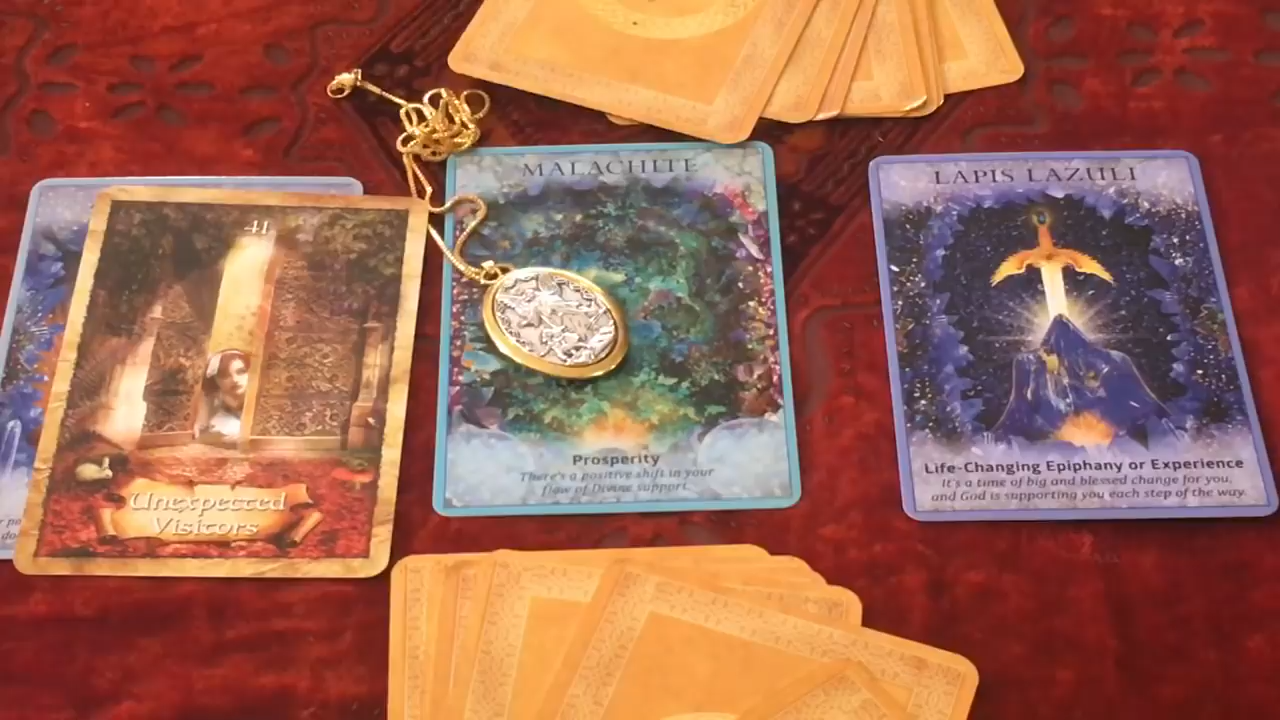 41
Unexpected
Visitors
MALACHITE
Prosperity
There's a positive shift in your
flow of Divine support.
LAPIS LAZULI
Life-Changing Epiphany or Experience
It's a time of big and blessed change for you,
and God is supporting you each step of the way.